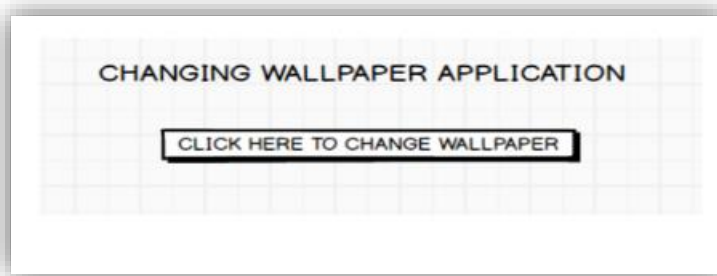 CHANGING WALLPAPER APPLICATION
CLICK HERE TO CHANGE WALLPAPER